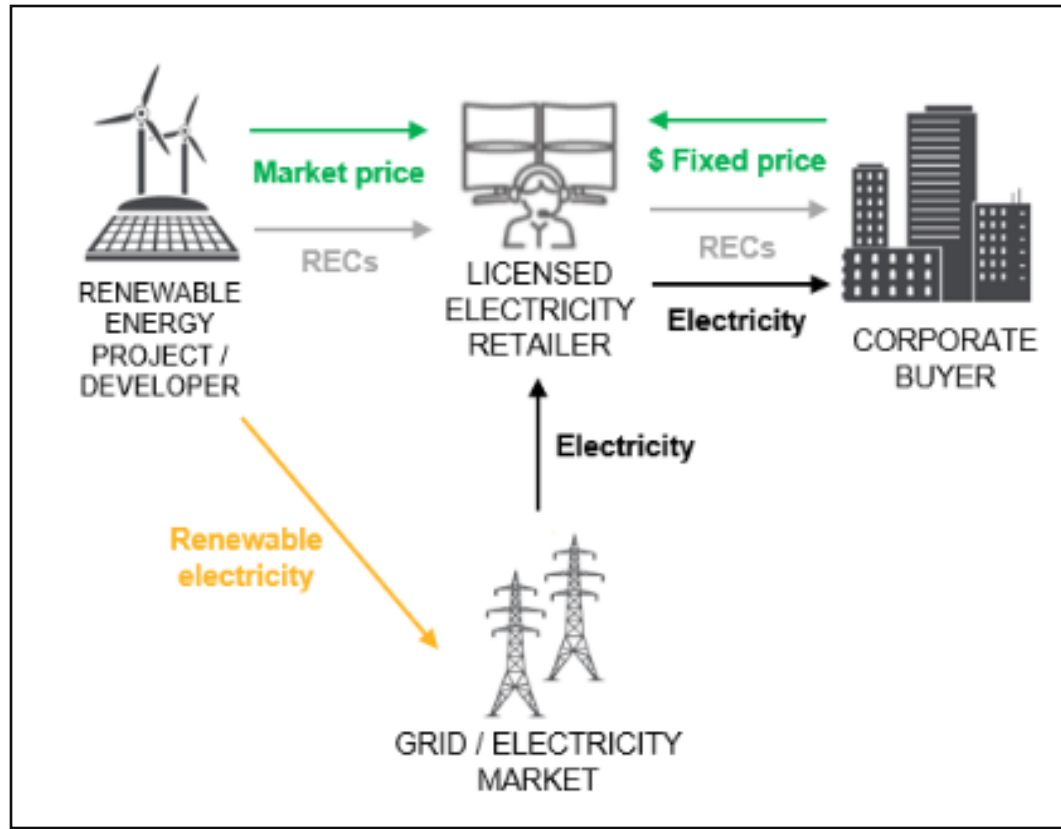 Market price
RECs
$ Fixed price
RECs
Electricity
RENEWABLE
ENERGY
PROJECT /
DEVELOPER
LICENSED
ELECTRICITY
RETAILER
CORPORATE
BUYER
Electricity
Renewable
electricity
GRID / ELECTRICITY
MARKET